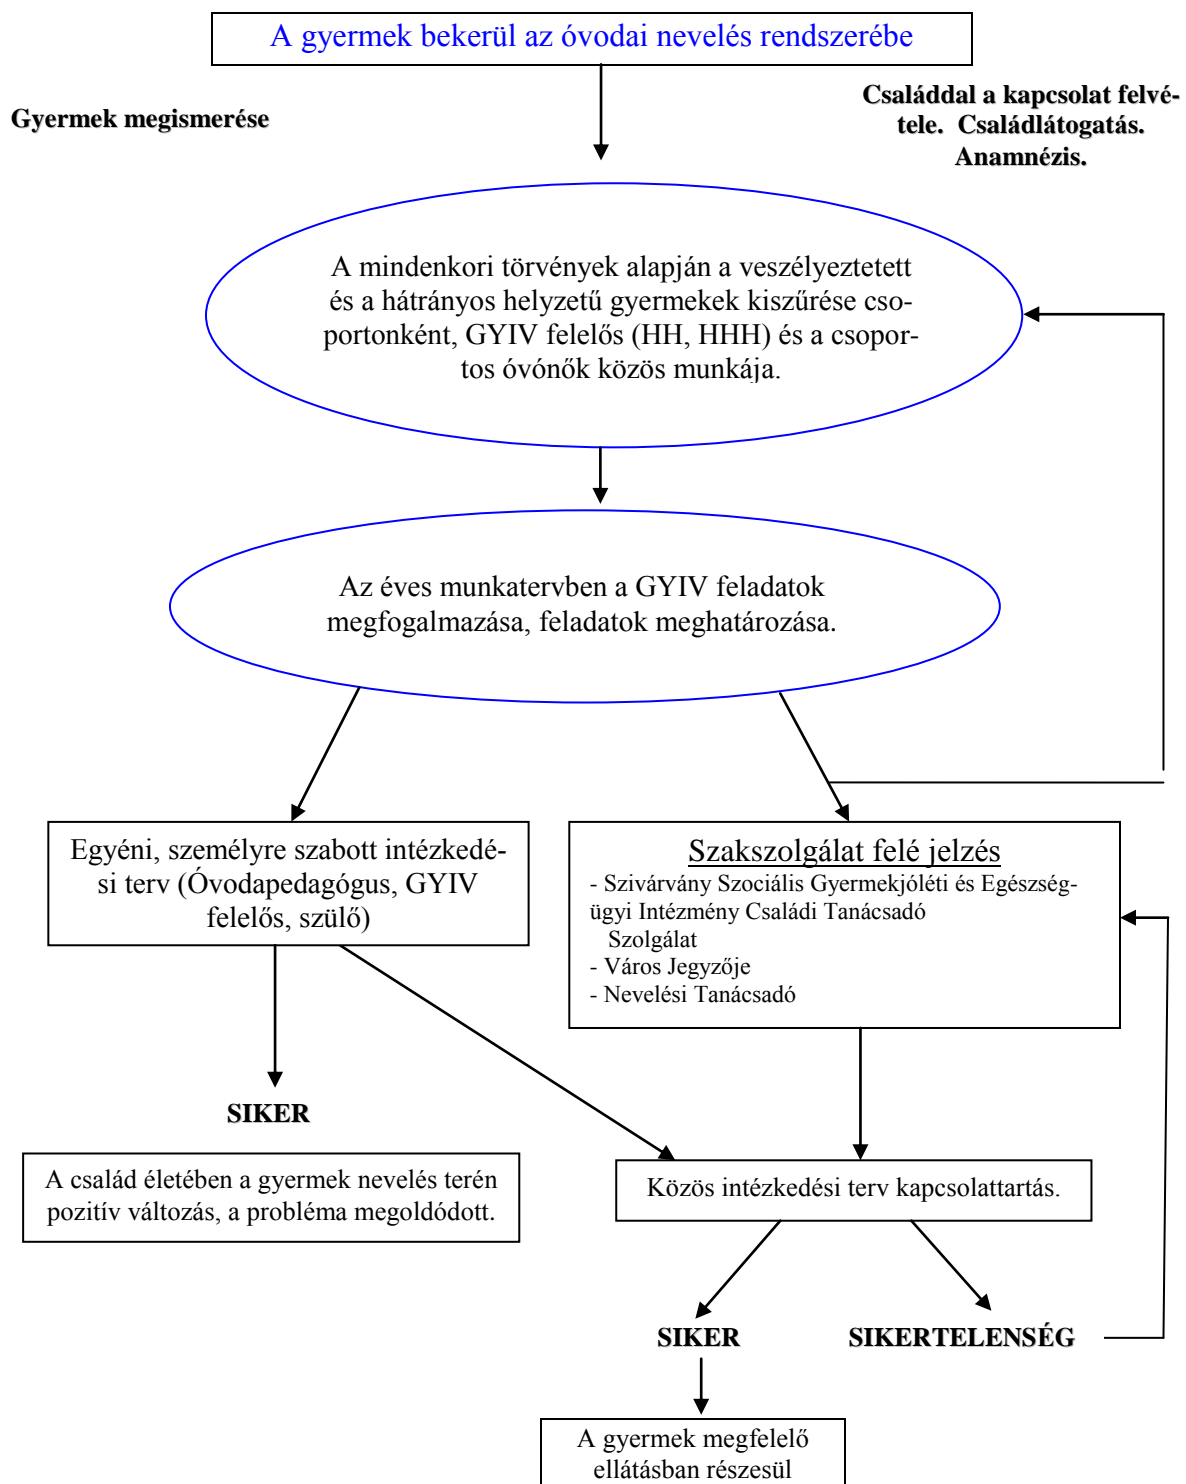 A gyermek bekerül az óvodai nevelés rendszerébe
Gyermek megismerése
Családdal a kapcsolat felvé-
tele. Családlátogatás.
Anamnézis.
A mindenkori törvények alapján a veszélyeztetett
és a hátrányos helyzetű gyermekek kiszűrése cso-
portonként, GYIV felelős (HH, HHH) és a csopor-
tos óvónők közös munkája.
Az éves munkatervben a GYIV feladatok
megfogalmazása, feladatok meghatározása.
Egyéni, személyre szabott intézkedé-
si terv (Óvodapedagógus, GYIV
felelős, szülő)
Szakszolgálat felé jelzés
- Szivárvány Szociális Gyermekjóléti és Egészség-
ügyi Intézmény Családi Tanácsadó
Szolgálat
- Város Jegyzője
- Nevelési Tanácsadó
SIKER
A család életében a gyermek nevelés terén
pozitív változás, a probléma megoldódott.
Közös intézkedési terv kapcsolattartás.
SIKER
SIKERTELENSÉG
A gyermek megfelelő
ellátásban részesül